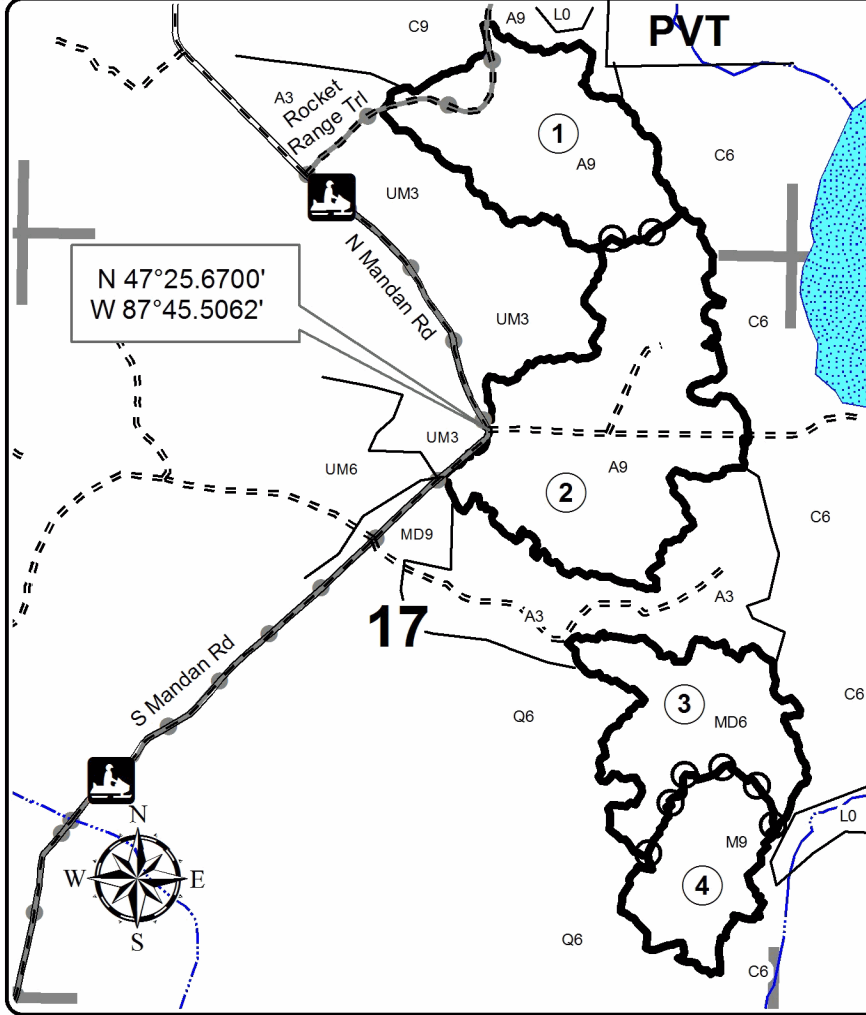 C9
A9
L0
PVT
A3
Rocket
Range Trl
1
A9
C6
UM3
N Mandan Rd
N 47°25.6700'
W 87°45.5062'
UM3
C6
UM3
UM6
A9
2
C6
MD9
A3
A3
17
S Mandan Rd
3
C6
Q6
MD6
N
L0
M9
W
E
4
S
Q6
C6